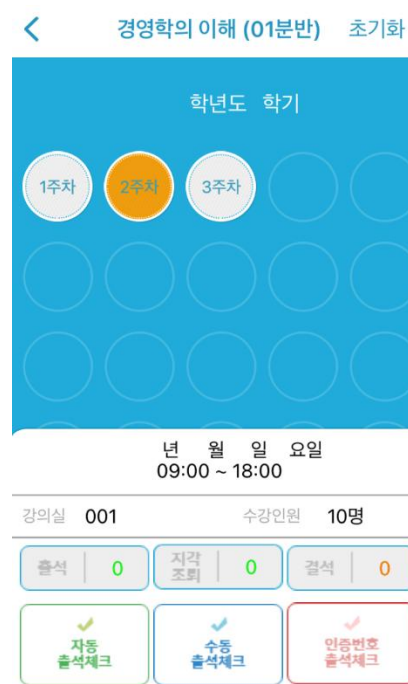 경영학의 이해 (01분반) 초기화
학년도 학기
1주차 2주차 3주차
년 월 일 요일
09:00 ~ 18:00
강의실 001 수강인원 10명
출석 0 지각 조퇴 0 결석 0
자동 수동 인증번호
출석체크 출석체크 출석체크